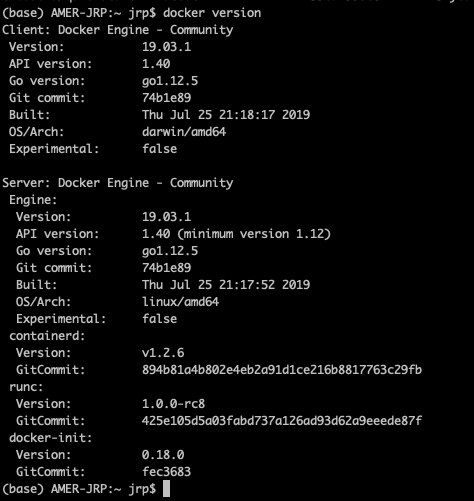 (base) AMER-JRP:~ jrp$ docker version
Client: Docker Engine - Community
 Version:           19.03.1
 API version:       1.40
 Go version:        go1.12.5
 Git commit:        74b1e89
 Built:             Thu Jul 25 21:18:17 2019
 OS/Arch:           darwin/amd64
 Experimental:      false

Server: Docker Engine - Community
 Engine:
  Version:          19.03.1
  API version:      1.40 (minimum version 1.12)
  Go version:       go1.12.5
  Git commit:       74b1e89
  Built:            Thu Jul 25 21:17:52 2019
  OS/Arch:          linux/amd64
  Experimental:     false
 containerd:
  Version:          v1.2.6
  GitCommit:        894b81a4b802e4eb2a91d1ce216b8817763c29fb
 runc:
  Version:          1.0.0-rc8
  GitCommit:        425e105d5a03fabd737a126ad93d62a9eeede87f
 docker-init:
  Version:          0.18.0
  GitCommit:        fec3683
(base) AMER-JRP:~ jrp$